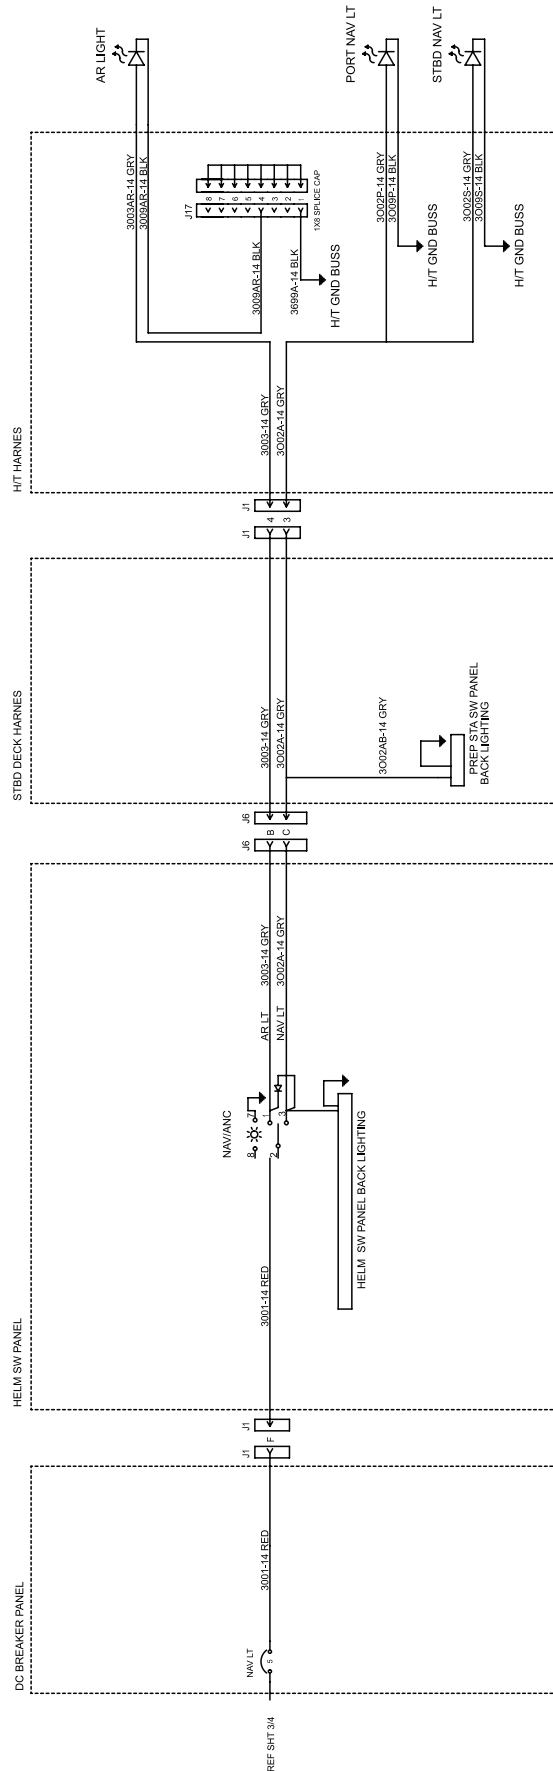 DC BREAKER PANEL
HELM SW PANEL
STBD DECK HARNES
H/T HARNES
REF SHT 3/4
NAV LT
5
3001-14 RED
J1
F
J1
3001-14 RED
NAV/ANC
8
7
2
1
3
AR LT
NAV LT
3003-14 GRY
3O02A-14 GRY
HELM SW PANEL BACK LIGHTING
J6
B
C
J6
3003-14 GRY
3O02A-14 GRY
3O02AB-14 GRY
PREP STA SW PANEL
BACK LIGHTING
J1
4
3
J1
3003-14 GRY
3O02A-14 GRY
3003AR-14 GRY
3009AR-14 BLK
AR LIGHT
J17
8
7
6
5
4
3
2
1
1X8 SPLICE CAP
3009AR-14 BLK
3699A-14 BLK
H/T GND BUSS
3O02P-14 GRY
3O09P-14 BLK
PORT NAV LT
H/T GND BUSS
3O02S-14 GRY
3O09S-14 BLK
STBD NAV LT
H/T GND BUSS